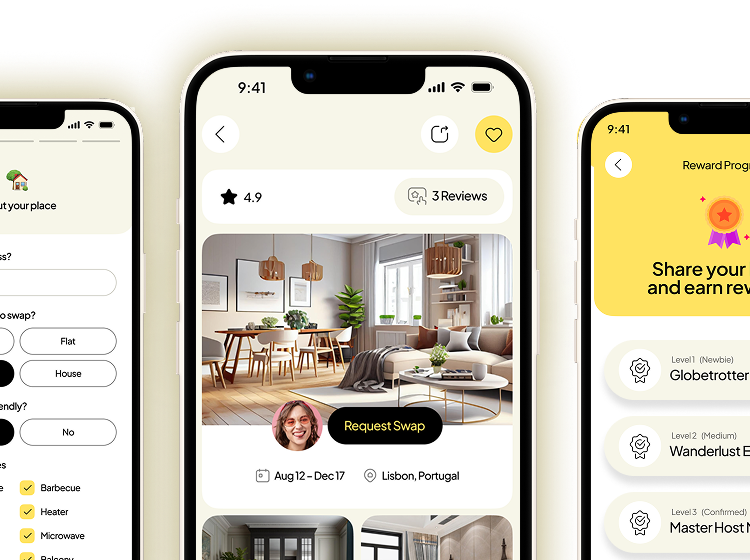 ut your place
ss?
o swap?
Flat
House
endly?
No
es
e
Barbecue
Heater
Microwave
Balcony
9:41
4.9
3 Reviews
Request Swap
Aug 12 – Dec 17
Lisbon, Portugal
9:41
Reward Progr
Share your
and earn rew
Level 1 (Newbie)
Globetrotter
Level 2 (Medium)
Wanderlust E
Level 3 (Confirmed)
Master Host N